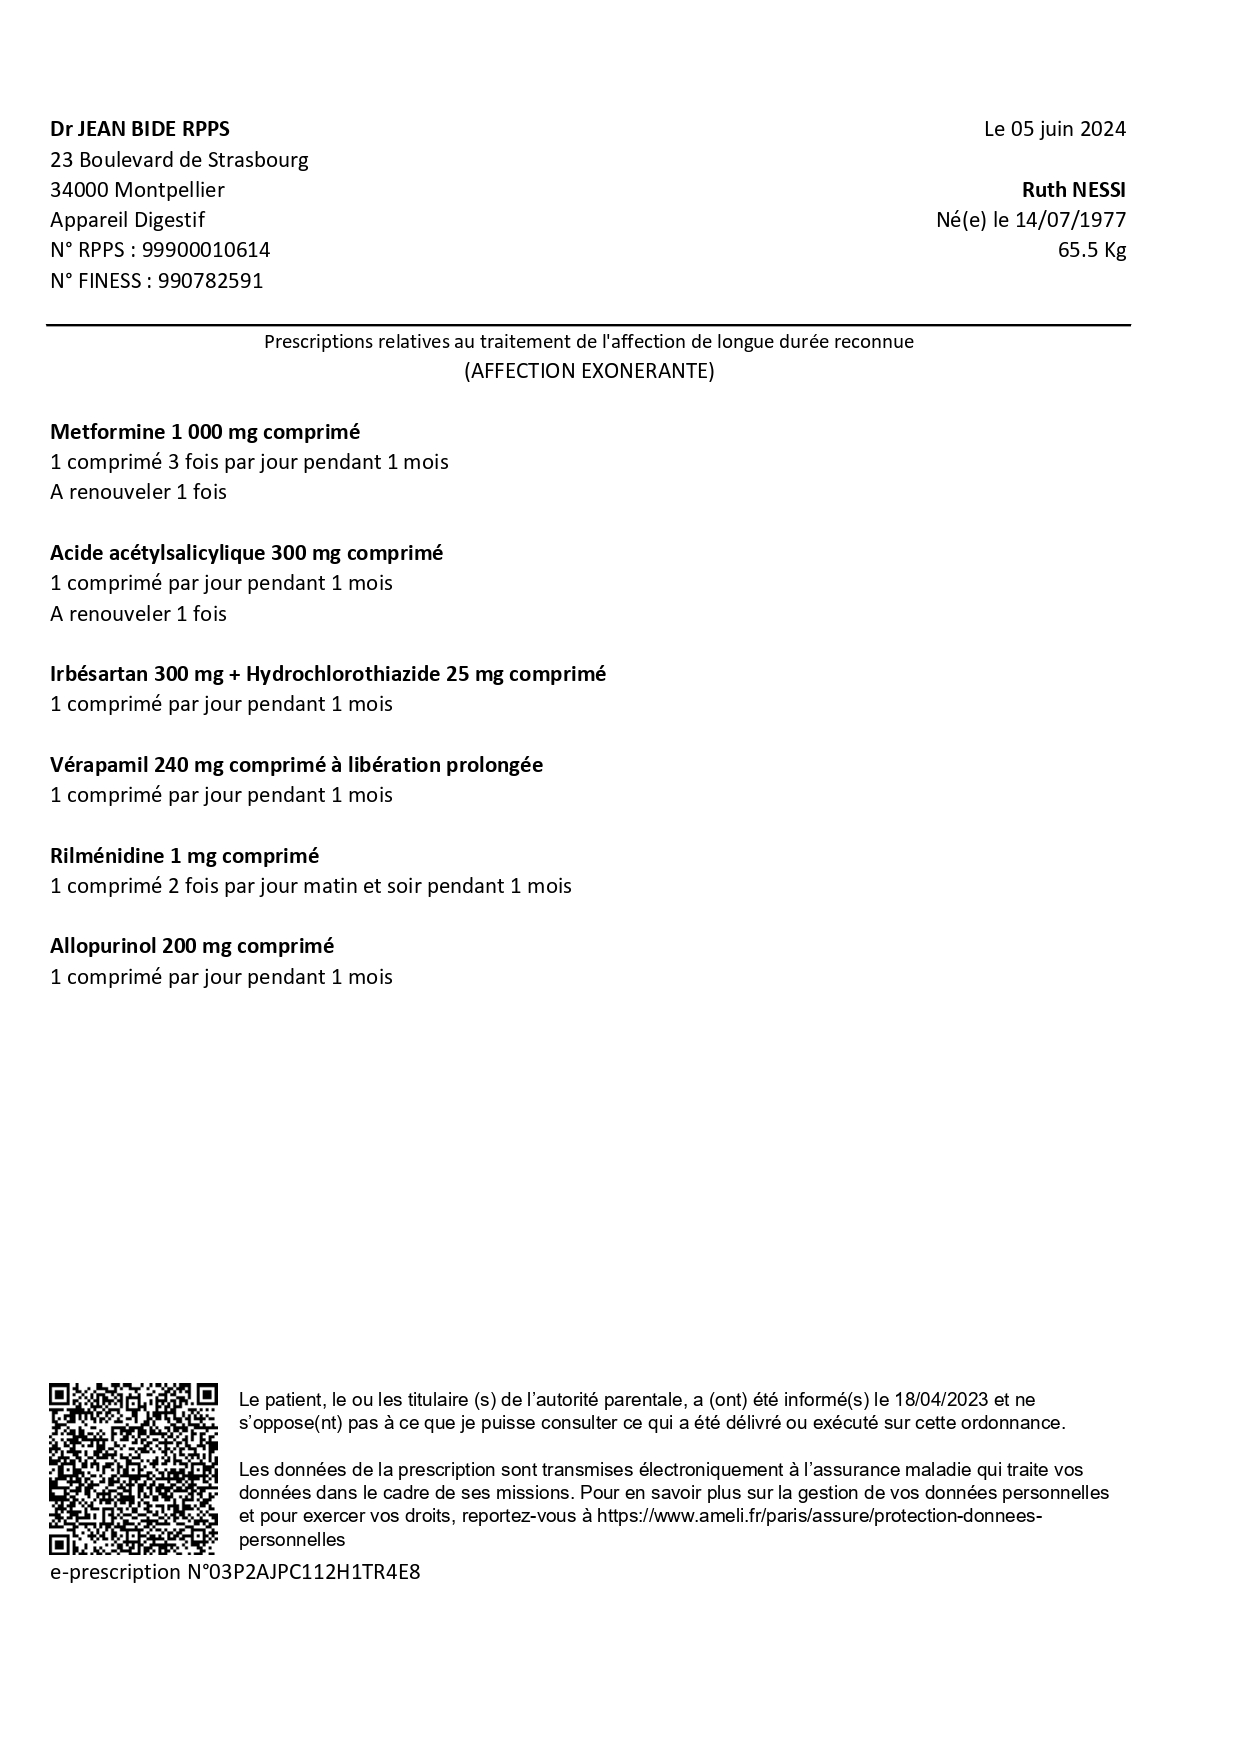 Dr JEAN BIDE RPPS
23 Boulevard de Strasbourg
34000 Montpellier
Appareil Digestif
N° RPPS : 99900010614
N° FINESS : 990782591
Le 05 juin 2024
Ruth NESSI
Né(e) le 14/07/1977
65.5 Kg
Prescriptions relatives au traitement de l'affection de longue durée reconnue
(AFFECTION EXONERANTE)
Metformine 1 000 mg comprimé
1 comprimé 3 fois par jour pendant 1 mois
A renouveler 1 fois
Acide acétylsalicylique 300 mg comprimé
1 comprimé par jour pendant 1 mois
A renouveler 1 fois
Irbésartan 300 mg + Hydrochlorothiazide 25 mg comprimé
1 comprimé par jour pendant 1 mois
Vérapamil 240 mg comprimé à libération prolongée
1 comprimé par jour pendant 1 mois
Rilménidine 1 mg comprimé
1 comprimé 2 fois par jour matin et soir pendant 1 mois
Allopurinol 200 mg comprimé
1 comprimé par jour pendant 1 mois
Le patient, le ou les titulaire (s) de l’autorité parentale, a (ont) été informé(s) le 18/04/2023 et ne
s’oppose(nt) pas à ce que je puisse consulter ce qui a été délivré ou exécuté sur cette ordonnance.
Les données de la prescription sont transmises électroniquement à l’assurance maladie qui traite vos
données dans le cadre de ses missions. Pour en savoir plus sur la gestion de vos données personnelles
et pour exercer vos droits, reportez-vous à https://www.ameli.fr/paris/assure/protection-donnees-
personnelles
e-prescription N°03P2AJPC112H1TR4E8